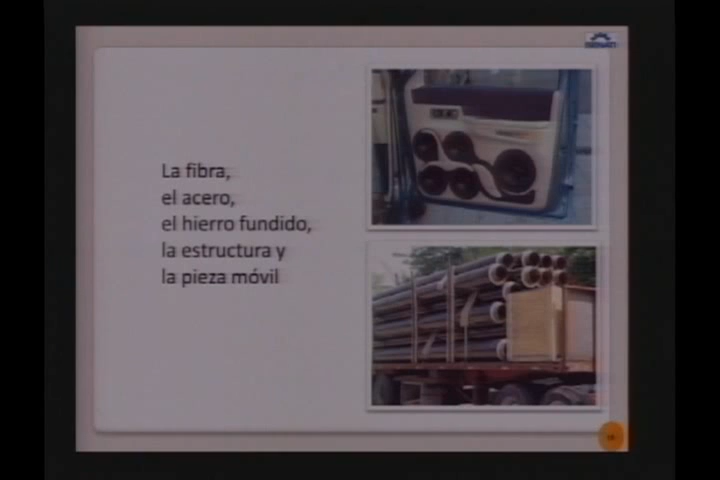 La fibra,
el acero,
el hierro fundido,
la estructura y
la pieza móvil